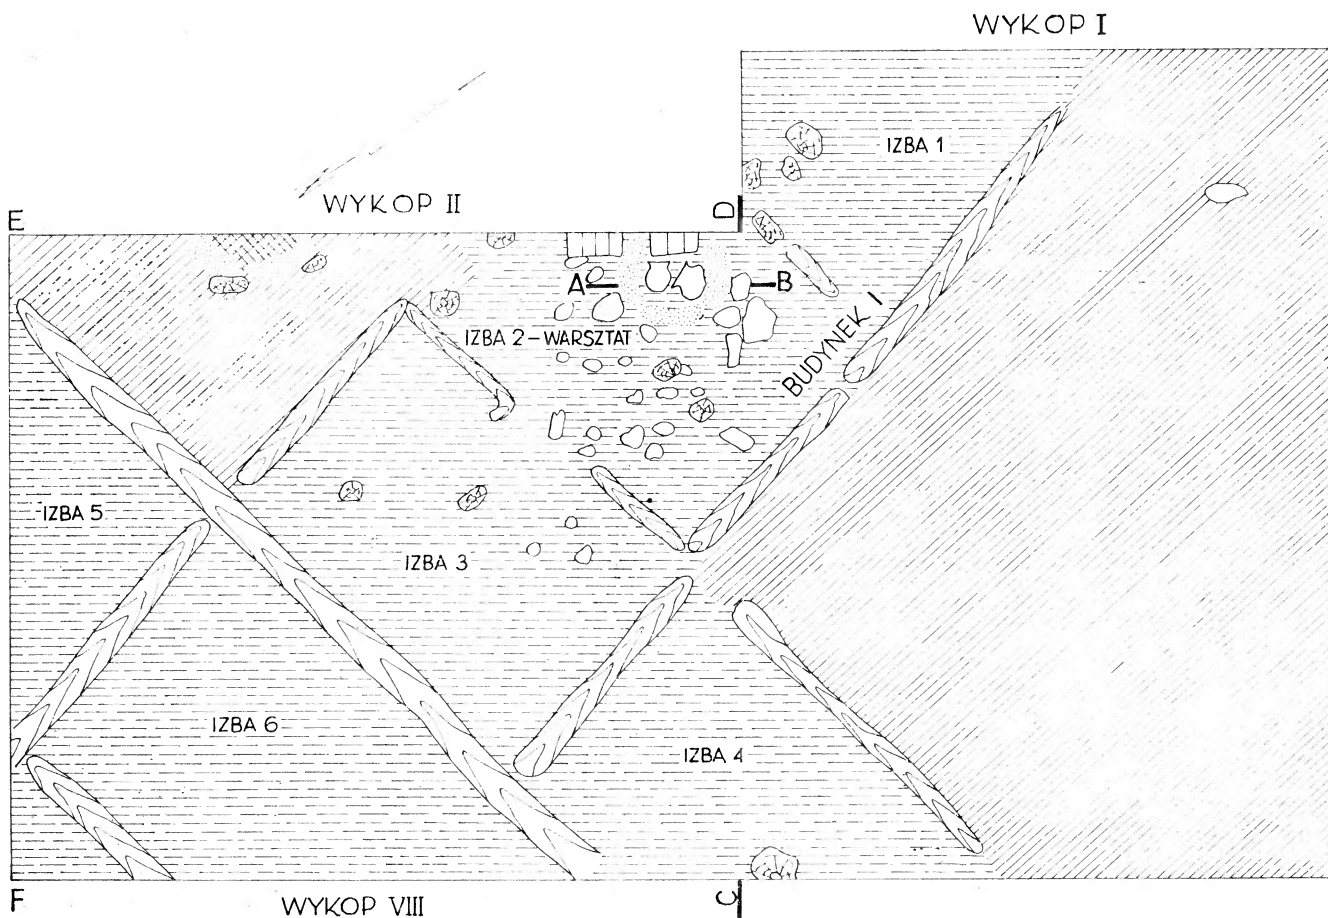 WYKOP I
IZBA 1
WYKOP II
E
D
A
B
IZBA 2 – WARSZTAT
BUDYNEK I
IZBA 5
IZBA 3
IZBA 6
IZBA 4
F
WYKOP VIII
C